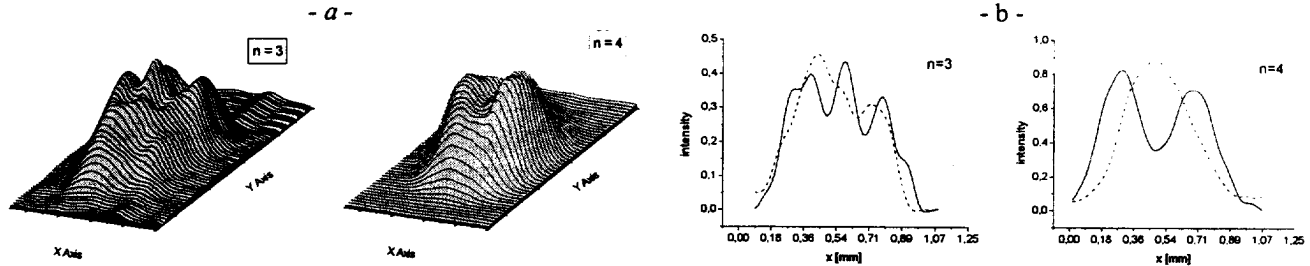 - a -
n = 3
X Axis
Y Axis
n = 4
X Axis
Y Axis
- b -
0,5
0,4
0,3
0,2
0,1
0,0
intensity
n=3
0,00 0,18 0,36 0,54 0,71 0,89 1,07 1,25
x [mm]
1,0
0,8
0,6
0,4
0,2
0,0
intensity
n=4
0,00 0,18 0,36 0,54 0,71 0,89 1,07 1,25
x [mm]